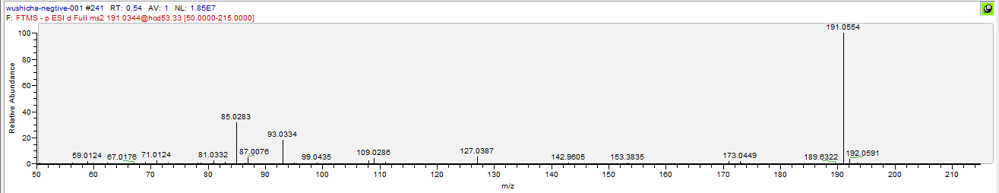 wushicha-negtive-001 #241 RT: 0.54 AV: 1 NL: 1.85E7
F: FTMS - p ESI d Full ms2 191.0344@hcd53.33 [50.0000-215.0000]
191.0554
100
80
60
40
20
0
Relative Abundance
85.0283
93.0334
59.0124 67.0176 71.0124 81.0332 87.0076 99.0435 109.0286 127.0387 142.9605 153.3835 173.0449 189.6322 192.0591
50 60 70 80 90 100 110 120 130 140 150 160 170 180 190 200 210
m/z